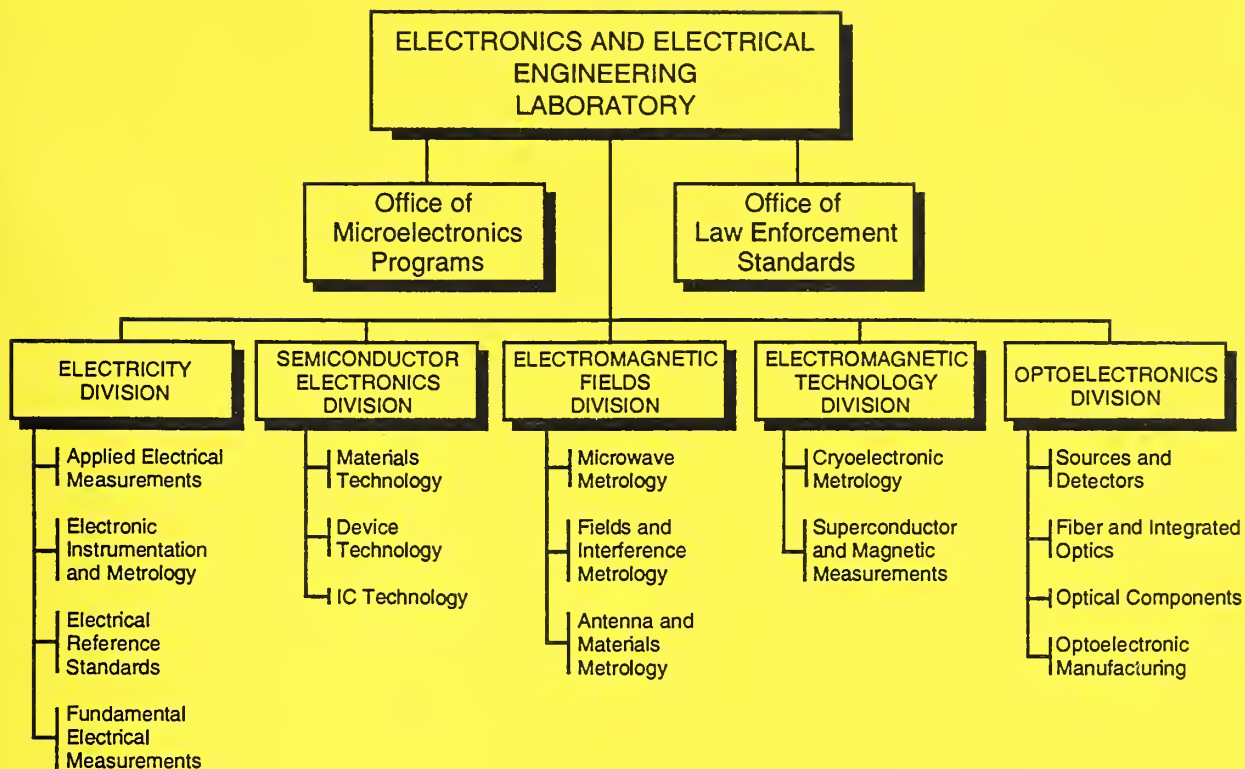 ELECTRONICS AND ELECTRICAL
ENGINEERING
LABORATORY
Office of
Microelectronics
Programs
Office of
Law Enforcement
Standards
ELECTRICITY
DIVISION
SEMICONDUCTOR
ELECTRONICS
DIVISION
ELECTROMAGNETIC
FIELDS
DIVISION
ELECTROMAGNETIC
TECHNOLOGY
DIVISION
OPTOELECTRONICS
DIVISION
Applied Electrical
Measurements
Electronic
Instrumentation
and Metrology
Electrical
Reference
Standards
Fundamental
Electrical
Measurements
Materials
Technology
Device
Technology
IC Technology
Microwave
Metrology
Fields and
Interference
Metrology
Antenna and
Materials
Metrology
Cryoelectronic
Metrology
Superconductor
and Magnetic
Measurements
Sources and
Detectors
Fiber and Integrated
Optics
Optical Components
Optoelectronic
Manufacturing